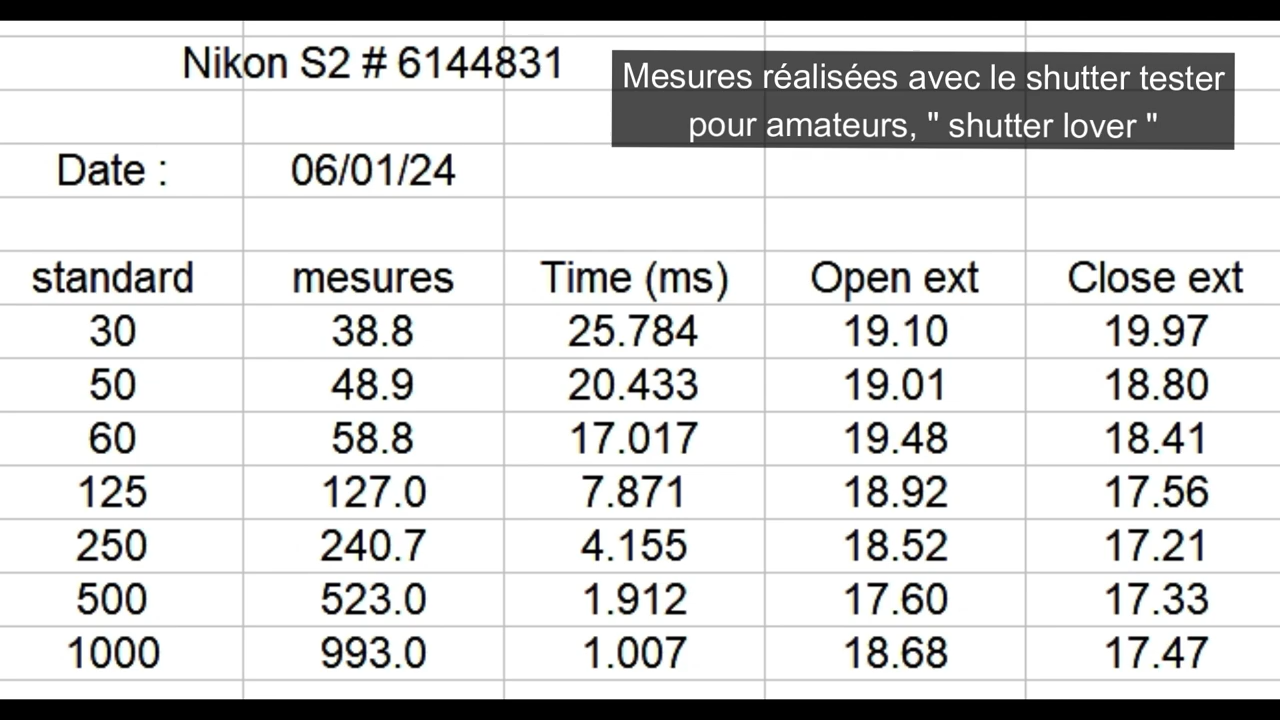 Nikon S2 # 6144831
Mesures réalisées avec le shutter tester
pour amateurs, " shutter lover "
Date : 06/01/24
standard mesures Time (ms) Open ext Close ext
30 38.8 25.784 19.10 19.97
50 48.9 20.433 19.01 18.80
60 58.8 17.017 19.48 18.41
125 127.0 7.871 18.92 17.56
250 240.7 4.155 18.52 17.21
500 523.0 1.912 17.60 17.33
1000 993.0 1.007 18.68 17.47